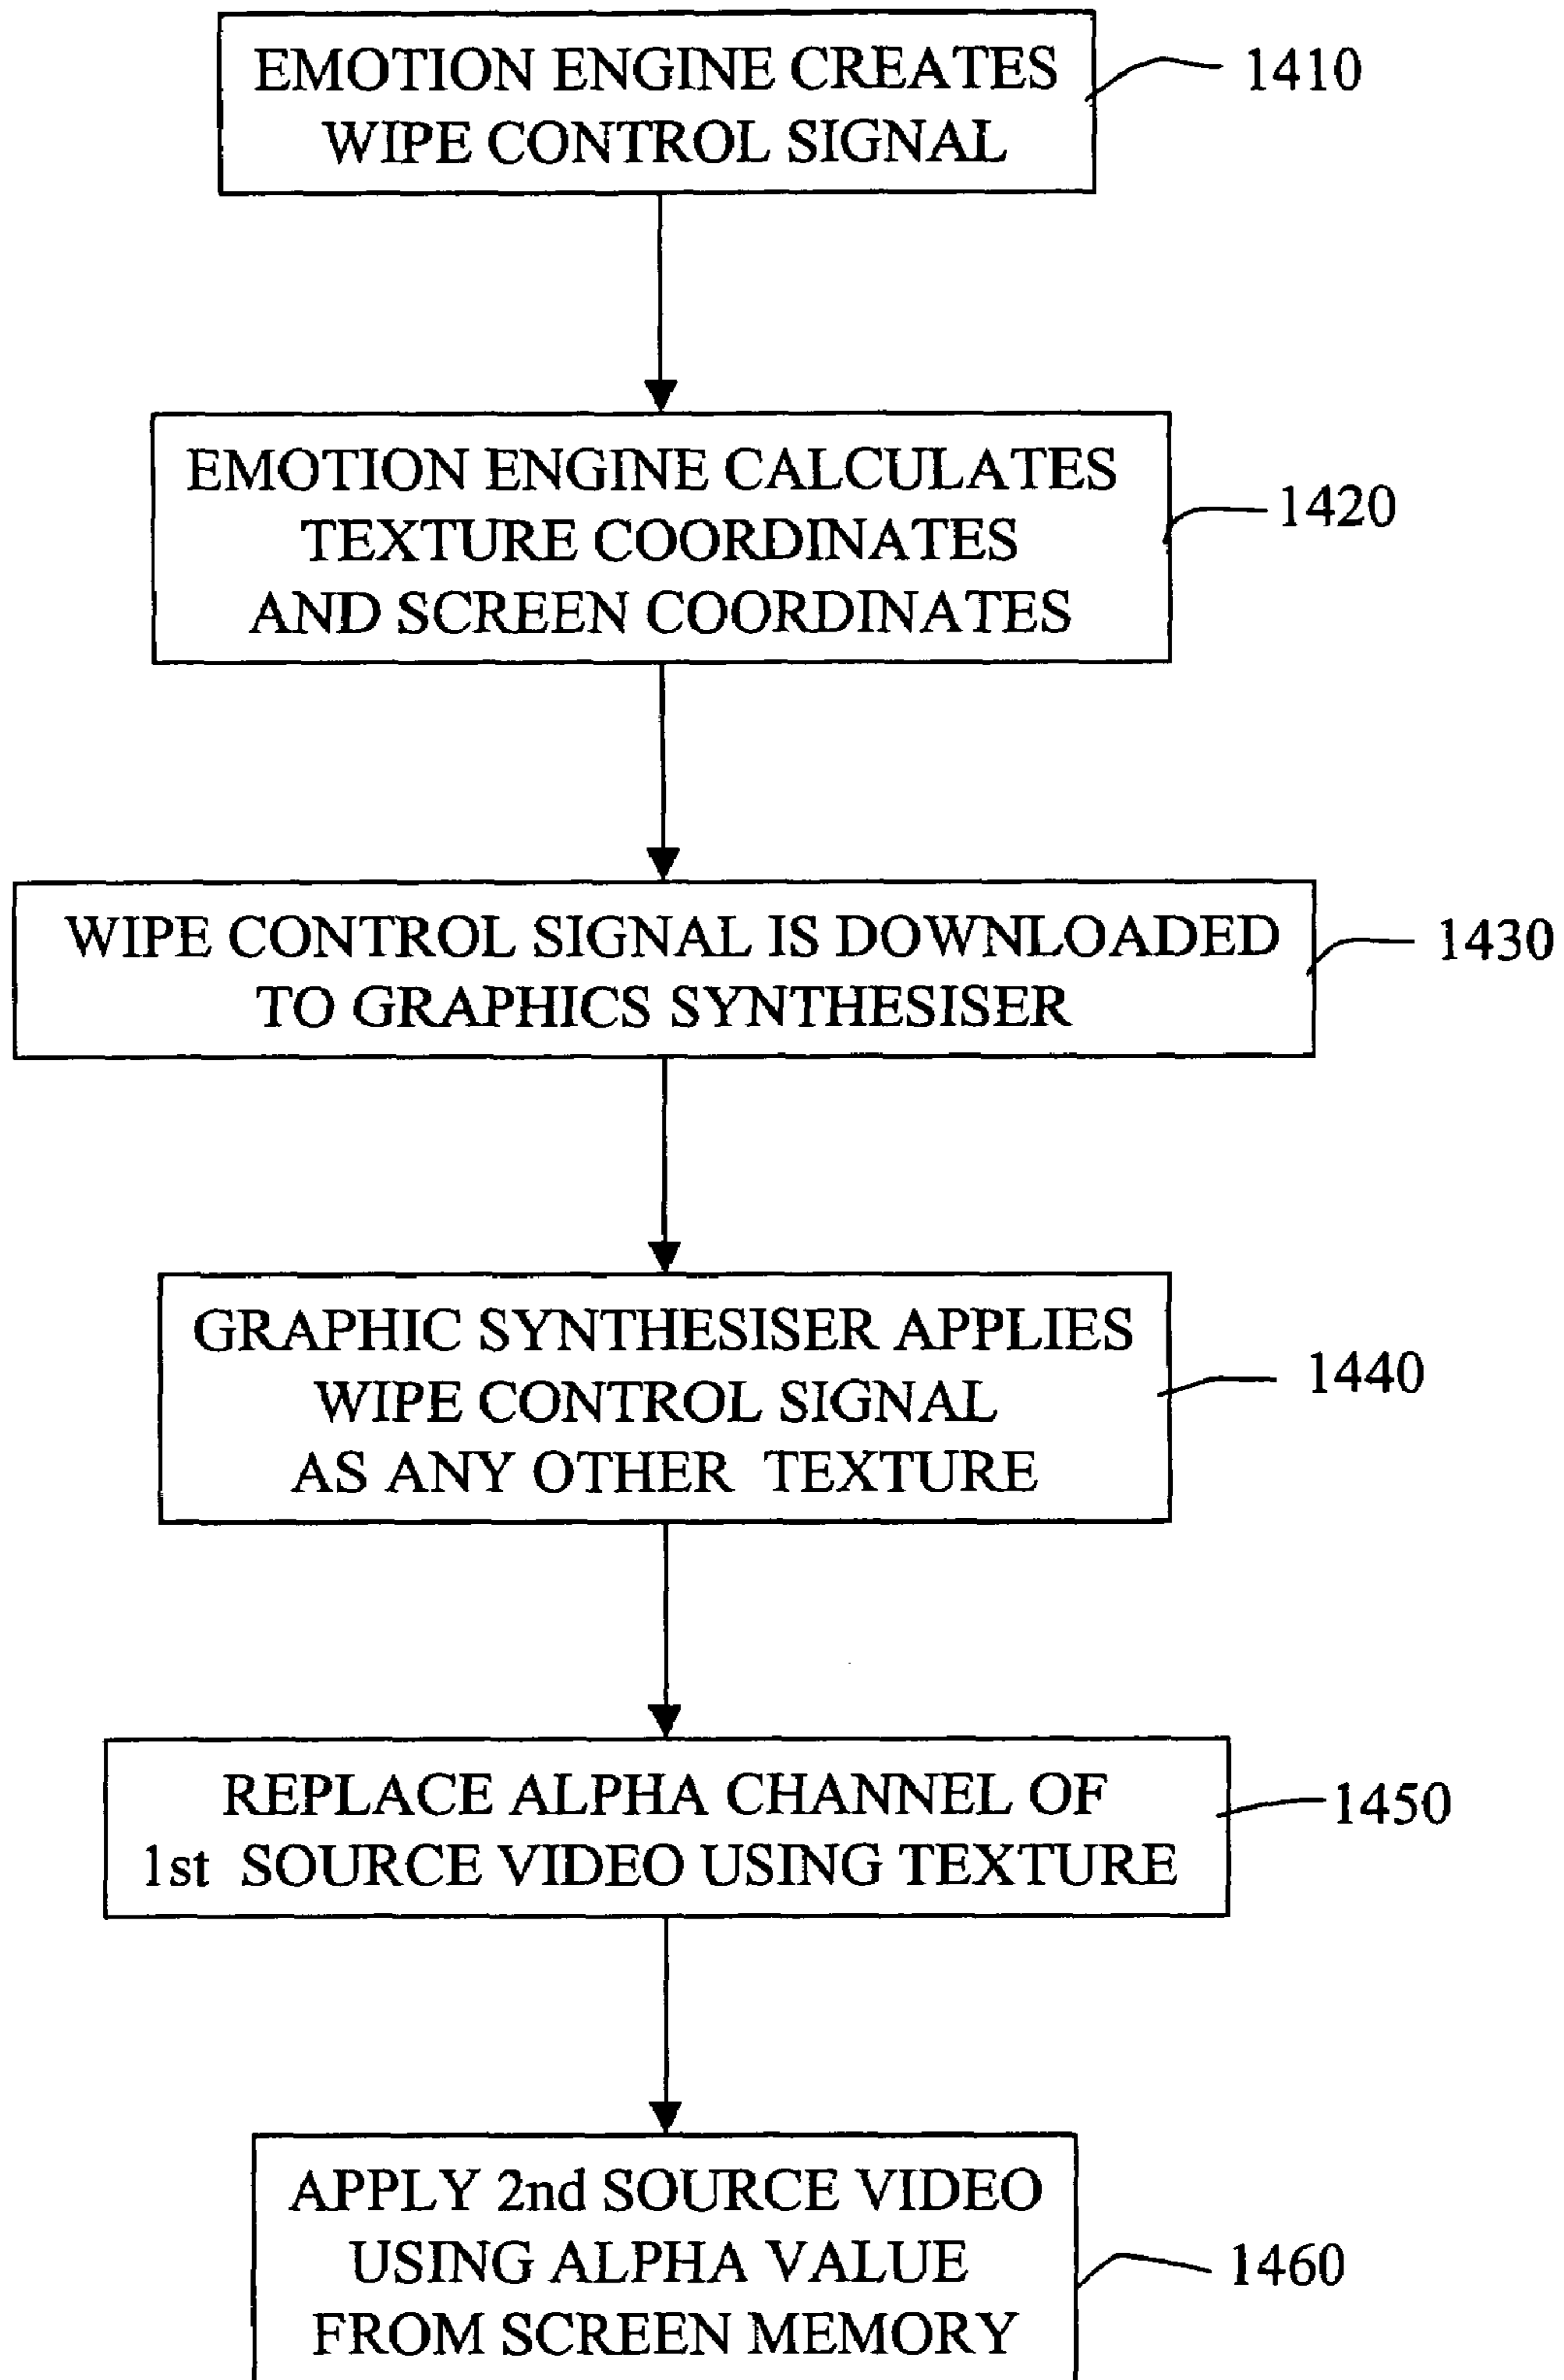 EMOTION ENGINE CREATES
WIPE CONTROL SIGNAL
1410
EMOTION ENGINE CALCULATES
TEXTURE COORDINATES
AND SCREEN COORDINATES
1420
WIPE CONTROL SIGNAL IS DOWNLOADED
TO GRAPHICS SYNTHESISER
1430
GRAPHIC SYNTHESISER APPLIES
WIPE CONTROL SIGNAL
AS ANY OTHER TEXTURE
1440
REPLACE ALPHA CHANNEL OF
1st SOURCE VIDEO USING TEXTURE
1450
APPLY 2nd SOURCE VIDEO
USING ALPHA VALUE
FROM SCREEN MEMORY
1460